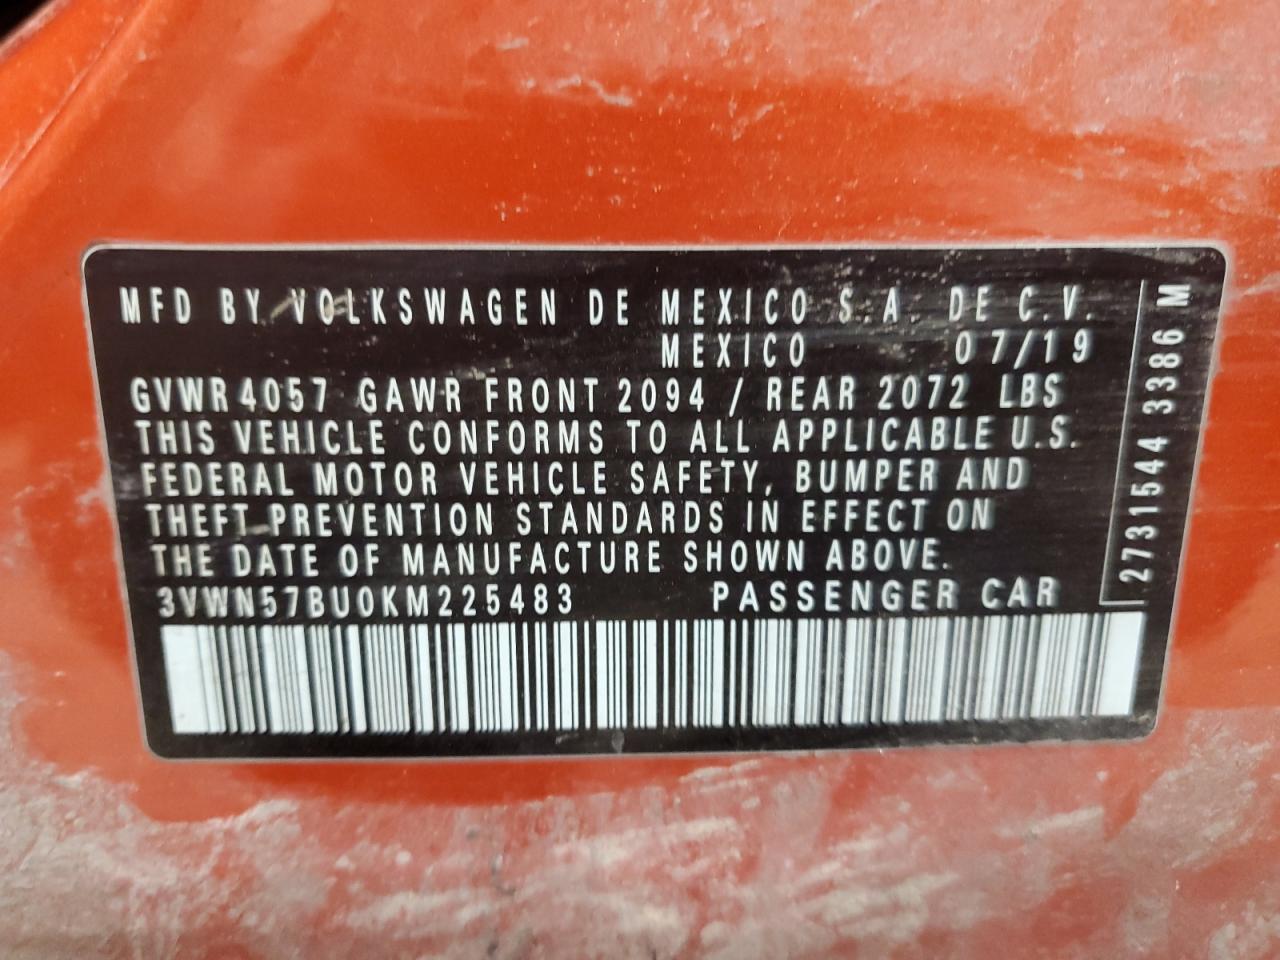 MFD BY VOLKSWAGEN DE MEXICO S.A. DE C.V.
MEXICO 07/19
GVWR 4057 GAWR FRONT 2094 / REAR 2072 LBS
THIS VEHICLE CONFORMS TO ALL APPLICABLE U.S.
FEDERAL MOTOR VEHICLE SAFETY, BUMPER AND
THEFT PREVENTION STANDARDS IN EFFECT ON
THE DATE OF MANUFACTURE SHOWN ABOVE.
3VWN57BU0KM225483 PASSENGER CAR
2731544 3386 M